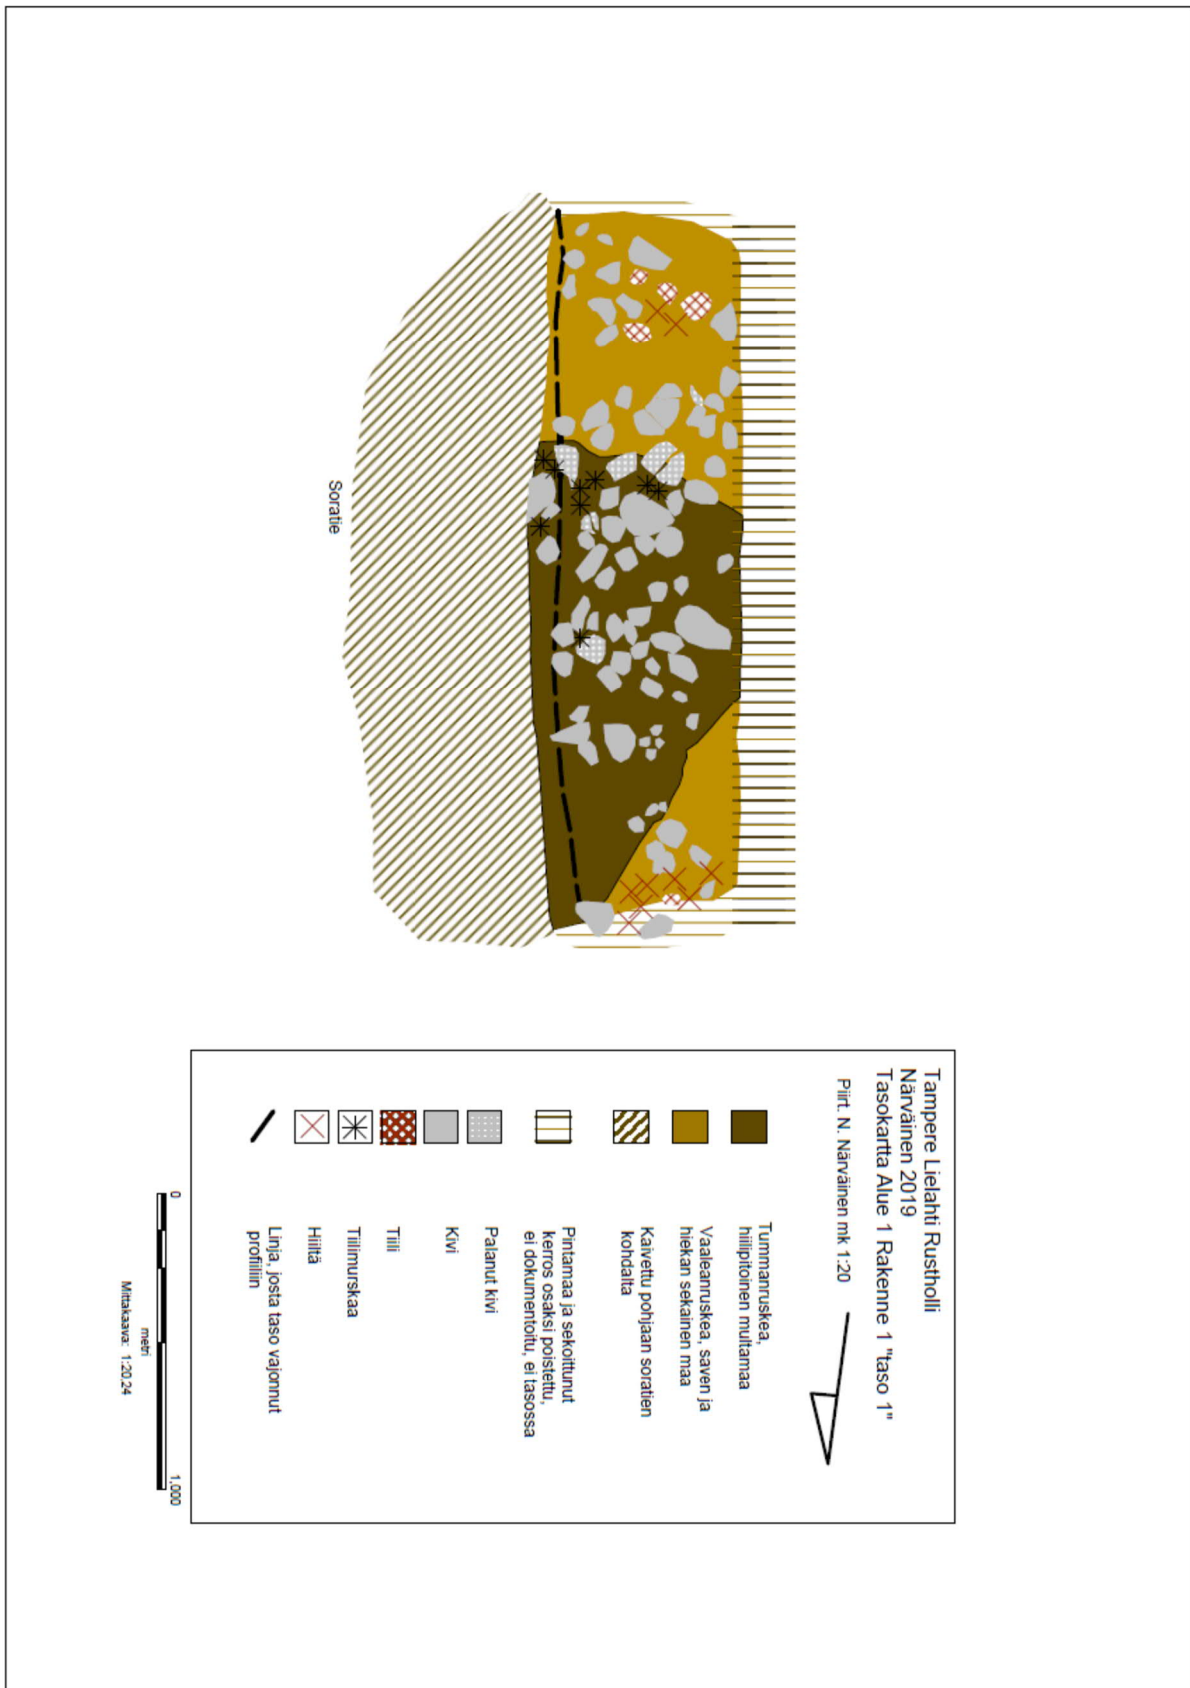 Tampere Lielahti Rustholli
Närväinen 2019
Tasokartta Alue 1 Rakenne 1 "taso 1"
Piirt. N. Närväinen mk 1:20
Tummanruskea,
hiilipitoinen multamaa
Vaaleanruskea, saven ja
hiekan sekainen maa
Kaivettu pohjaan soratien
kohdalta
Pintamaa ja sekoittunut
kerros osaksi poistettu,
ei dokumentoitu, ei tasossa
Palanut kivi
Kivi
Tiili
Tiilimurskaa
Hiiltä
Linja, josta taso vajonnut
profiiliin
0
1,000
metri
Mittakaava: 1:20,24
Soratie